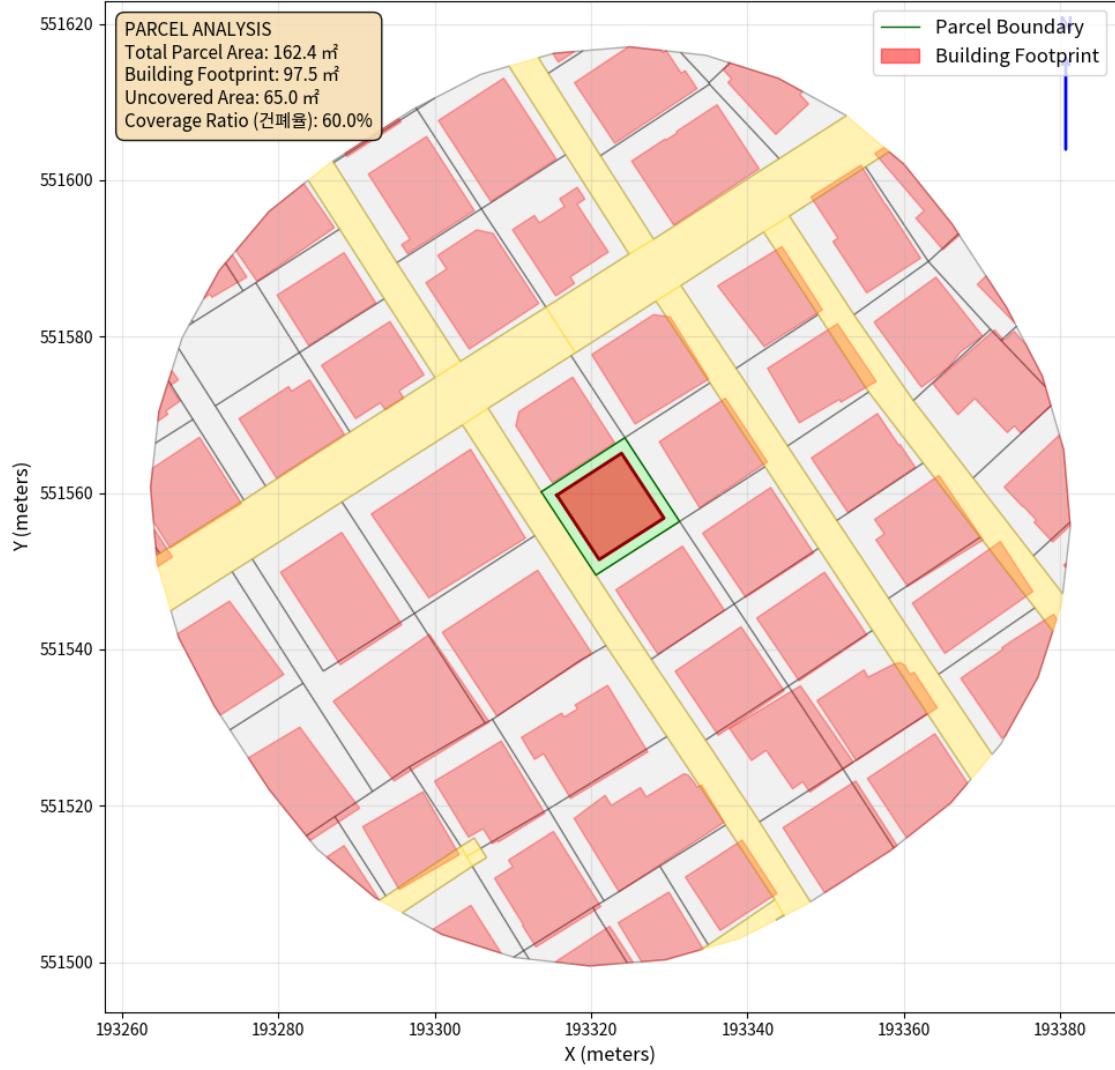 PARCEL ANALYSIS
Total Parcel Area: 162.4 ㎡
Building Footprint: 97.5 ㎡
Uncovered Area: 65.0 ㎡
Coverage Ratio (건폐율): 60.0%
Parcel Boundary
Building Footprint
N
551620
551600
551580
551560
551540
551520
551500
Y (meters)
193260
193280
193300
193320
193340
193360
193380
X (meters)